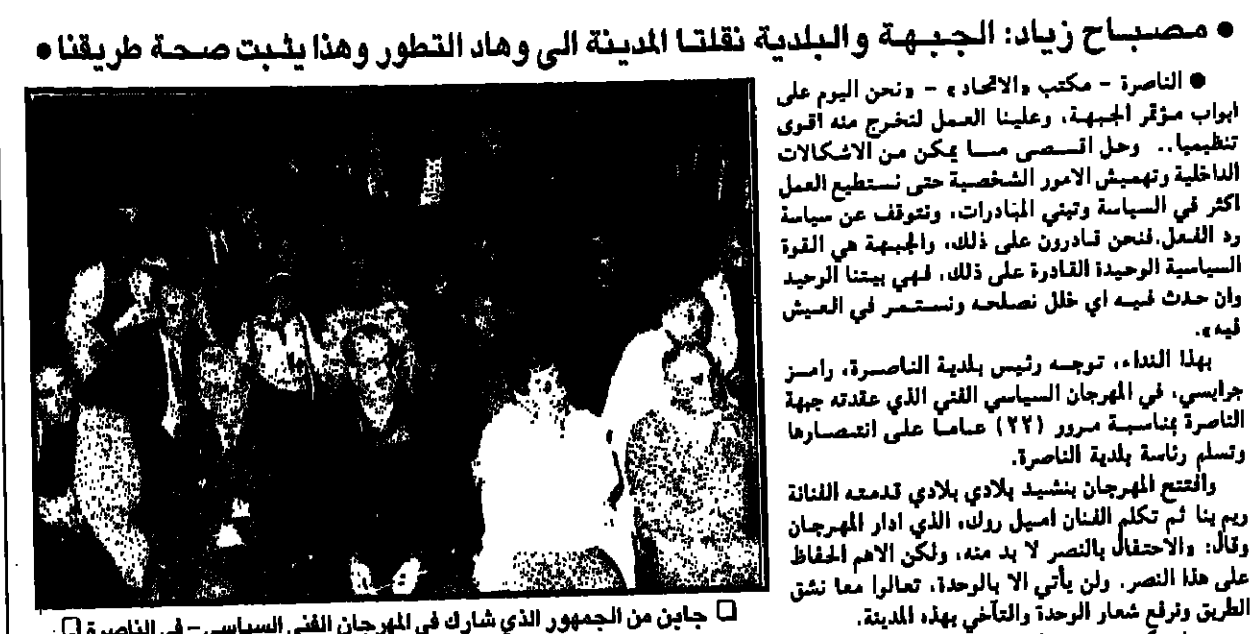 ● مصباح زياد: الجبهة والبلدية نقلتا المدينة الى وهاد التطور وهذا يثبت صحة طريقنا ●
● الناصرة - مكتب «الاتحاد» - «نحن اليوم على
ابواب مؤتمر الجبهة، وعلينا العمل لنخرج منه اقوى
تنظيميا.. وحل اقصى ما يمكن من الاشكالات
الداخلية وتهميش الامور الشخصية حتى نستطيع العمل
اكثر في السياسة وتبني المبادرات، ونتوقف عن سياسة
رد الفعل.فنحن قادرون على ذلك، والجبهة هي القوة
السياسية الوحيدة القادرة على ذلك، فهي بيتنا الوحيد
وان حدث فيه اي خلل نصلحه ونستمر في العيش
فيه».
بهذا النداء، توجه رئيس بلدية الناصرة، رامز
جرايسي، في المهرجان السياسي الفني الذي عقدته جبهة
الناصرة بمناسبة مرور (٢٢) عاما على انتصارها
وتسلم رئاسة بلدية الناصرة.
وافتتح المهرجان بنشيد بلادي بلادي قدمته الفنانة
ريم بنا ثم تكلم الفنان اميل روك، الذي ادار المهرجان
وقال: «الاحتفال بالنصر لا بد منه، ولكن الاهم الحفاظ
على هذا النصر، ولن يأتي الا بالوحدة، تعالوا معا نشق
الطريق ونرفع شعار الوحدة والتآخي بهذه المدينة.
❑ جابن من الجمهور الذي شارك في المهرجان الفني السياسي - في الناصرة ❑